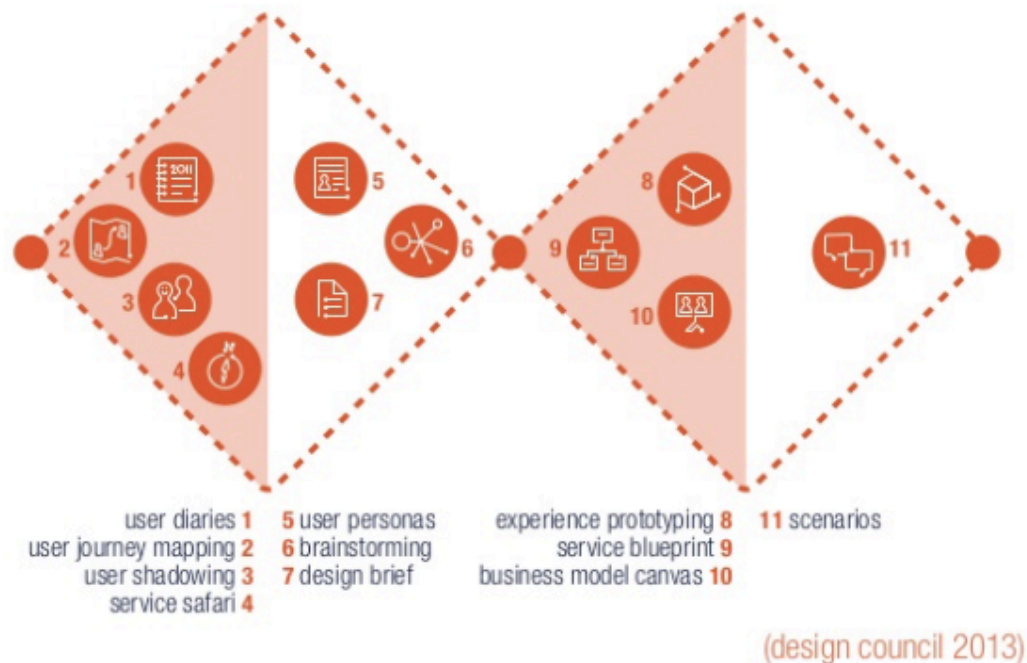 1
2011
5
8
2
6
9
11
3
7
10
4
user diaries 1
user journey mapping 2
user shadowing 3
service safari 4
5 user personas
6 brainstorming
7 design brief
experience prototyping 8
service blueprint 9
business model canvas 10
11 scenarios
(design council 2013)